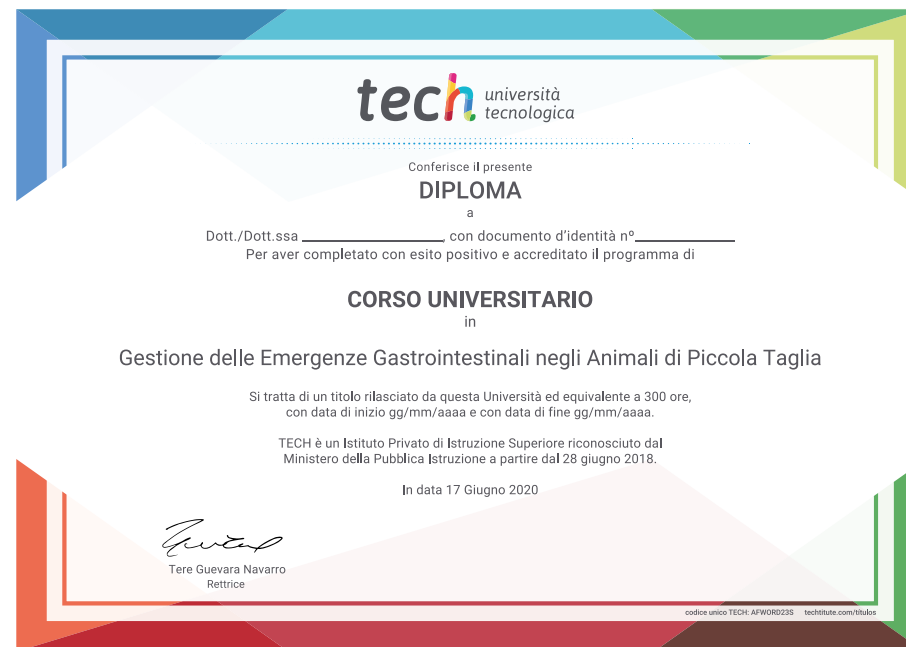 tech università
tecnologica
Conferisce il presente
DIPLOMA
a
Dott./Dott.ssa ________________, con documento d'identità nº____________
Per aver completato con esito positivo e accreditato il programma di
CORSO UNIVERSITARIO
in
Gestione delle Emergenze Gastrointestinali negli Animali di Piccola Taglia
Si tratta di un titolo rilasciato da questa Università ed equivalente a 300 ore,
con data di inizio gg/mm/aaaa e con data di fine gg/mm/aaaa.
TECH è un Istituto Privato di Istruzione Superiore riconosciuto dal
Ministero della Pubblica Istruzione a partire dal 28 giugno 2018.
In data 17 Giugno 2020
Tere Guevara Navarro
Rettrice
codice unico TECH: AFWORD23S techtitute.com/títulos